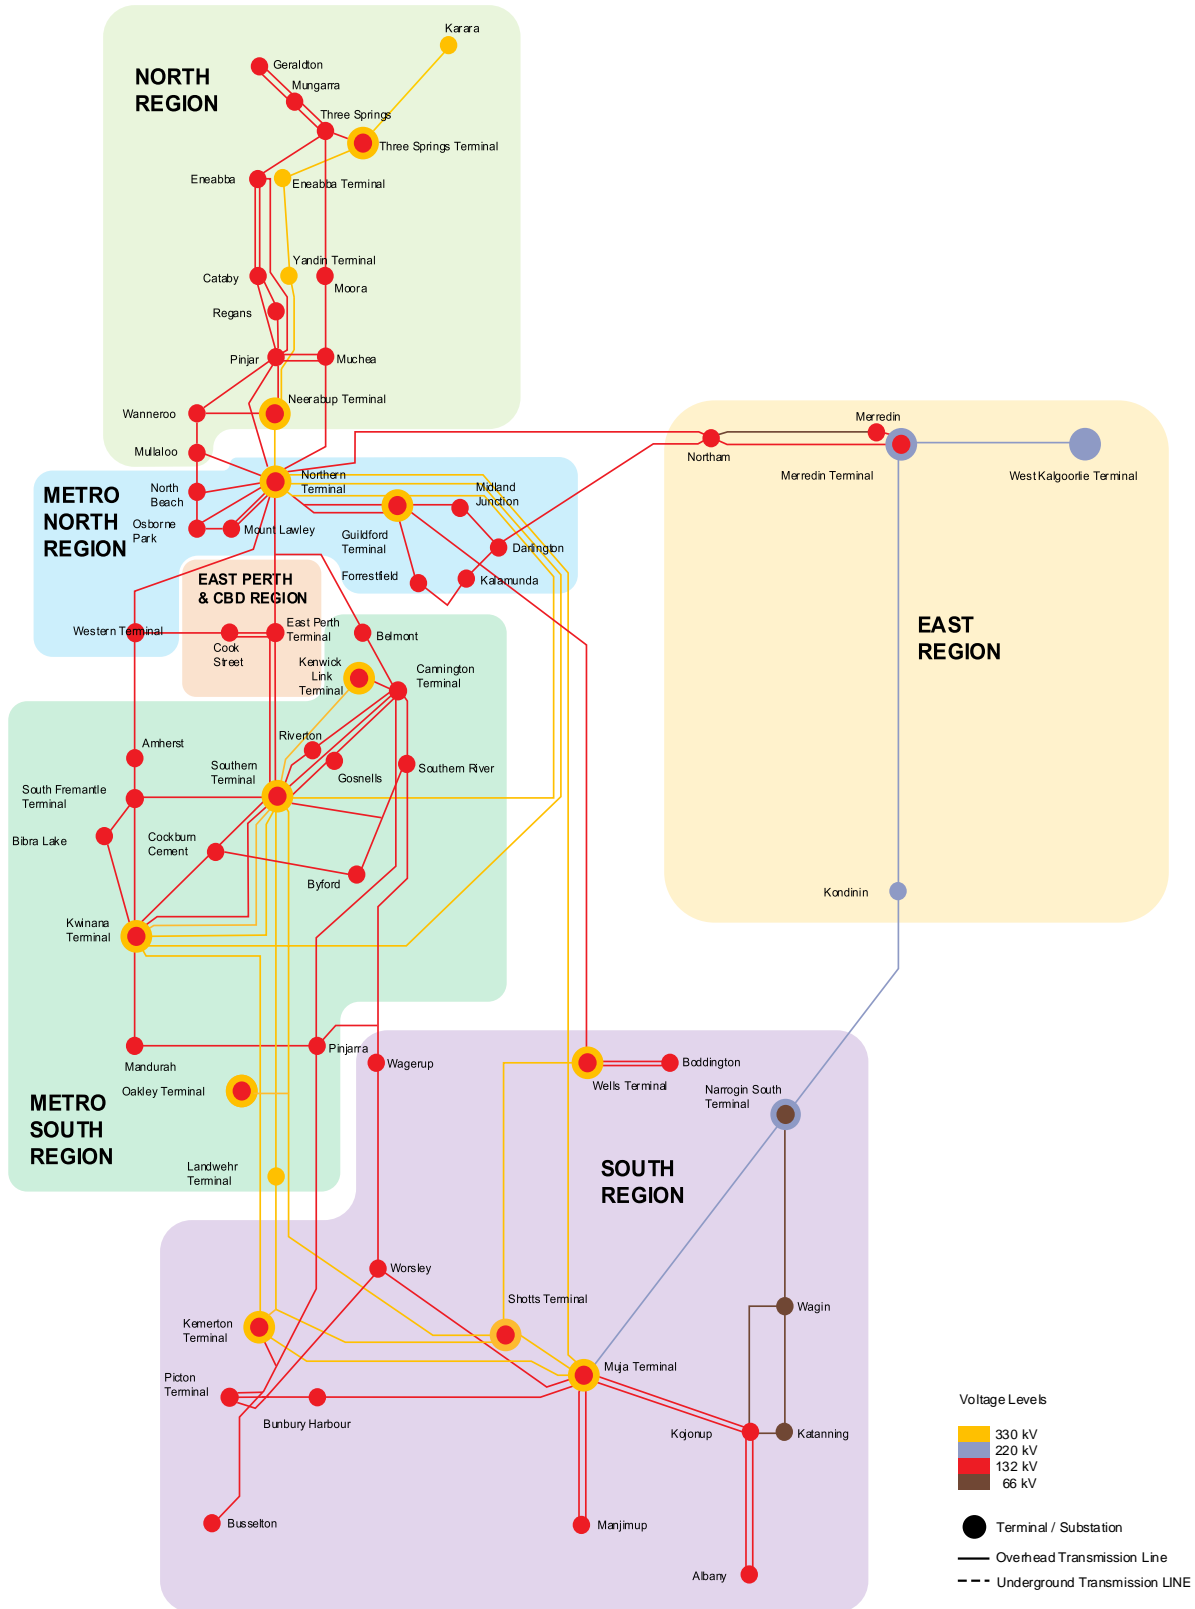 Karara
NORTH
REGION
Geraldton
Mungarra
Three Springs
Three Springs Terminal
Eneabba
Eneabba Terminal
Yandin Terminal
Cataby
Moora
Regans
Pinjar
Muchea
Neerabup Terminal
Wanneroo
Mullaloo
Merredin
Northam
Merredin Terminal
West Kalgoorlie Terminal
METRO
NORTH
REGION
North
Beach
Northern
Terminal
Midland
Junction
Osborne
Park
Mount Lawley
Guildford
Terminal
Darlington
Forrestfield
Kalamunda
EAST PERTH
& CBD REGION
Western Terminal
Cook
Street
East Perth
Terminal
Belmont
EAST
REGION
Kenwick
Link
Terminal
Cannington
Terminal
Amherst
Riverton
Southern
Terminal
Gosnells
Southern River
South Fremantle
Terminal
Bibra Lake
Cockburn
Cement
Byford
Kondinin
Kwinana
Terminal
Mandurah
Pinjarra
Wagerup
Wells Terminal
Boddington
Oakley Terminal
Narrogin South
Terminal
METRO
SOUTH
REGION
Landwehr
Terminal
SOUTH
REGION
Worsley
Shotts Terminal
Wagin
Kemerton
Terminal
Muja Terminal
Picton
Terminal
Bunbury Harbour
Kojonup
Katanning
Busselton
Manjimup
Albany
Voltage Levels
330 kV
220 kV
132 kV
66 kV
Terminal / Substation
Overhead Transmission Line
Underground Transmission LINE